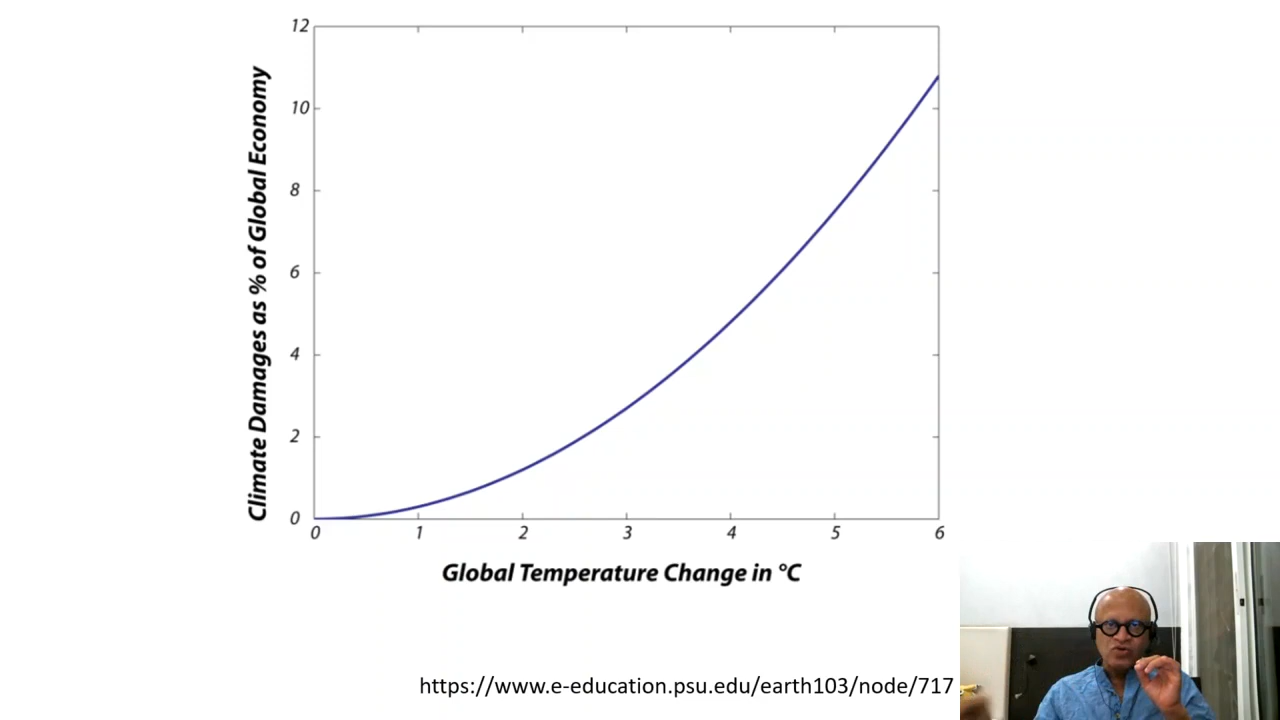 Climate Damages as % of Global Economy
12
10
8
6
4
2
0
0 1 2 3 4 5 6
Global Temperature Change in °C
https://www.e-education.psu.edu/earth103/node/717